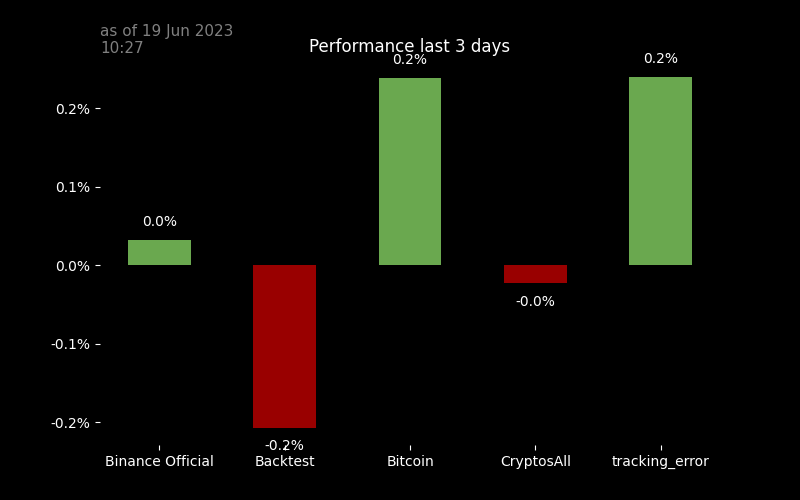 as of 19 Jun 2023
10:27
Performance last 3 days
0.2%
0.2%
0.2%
0.1%
0.0%
0.0%
-0.0%
-0.1%
-0.2%
-0.2%
Binance Official
Backtest
Bitcoin
CryptosAll
tracking_error